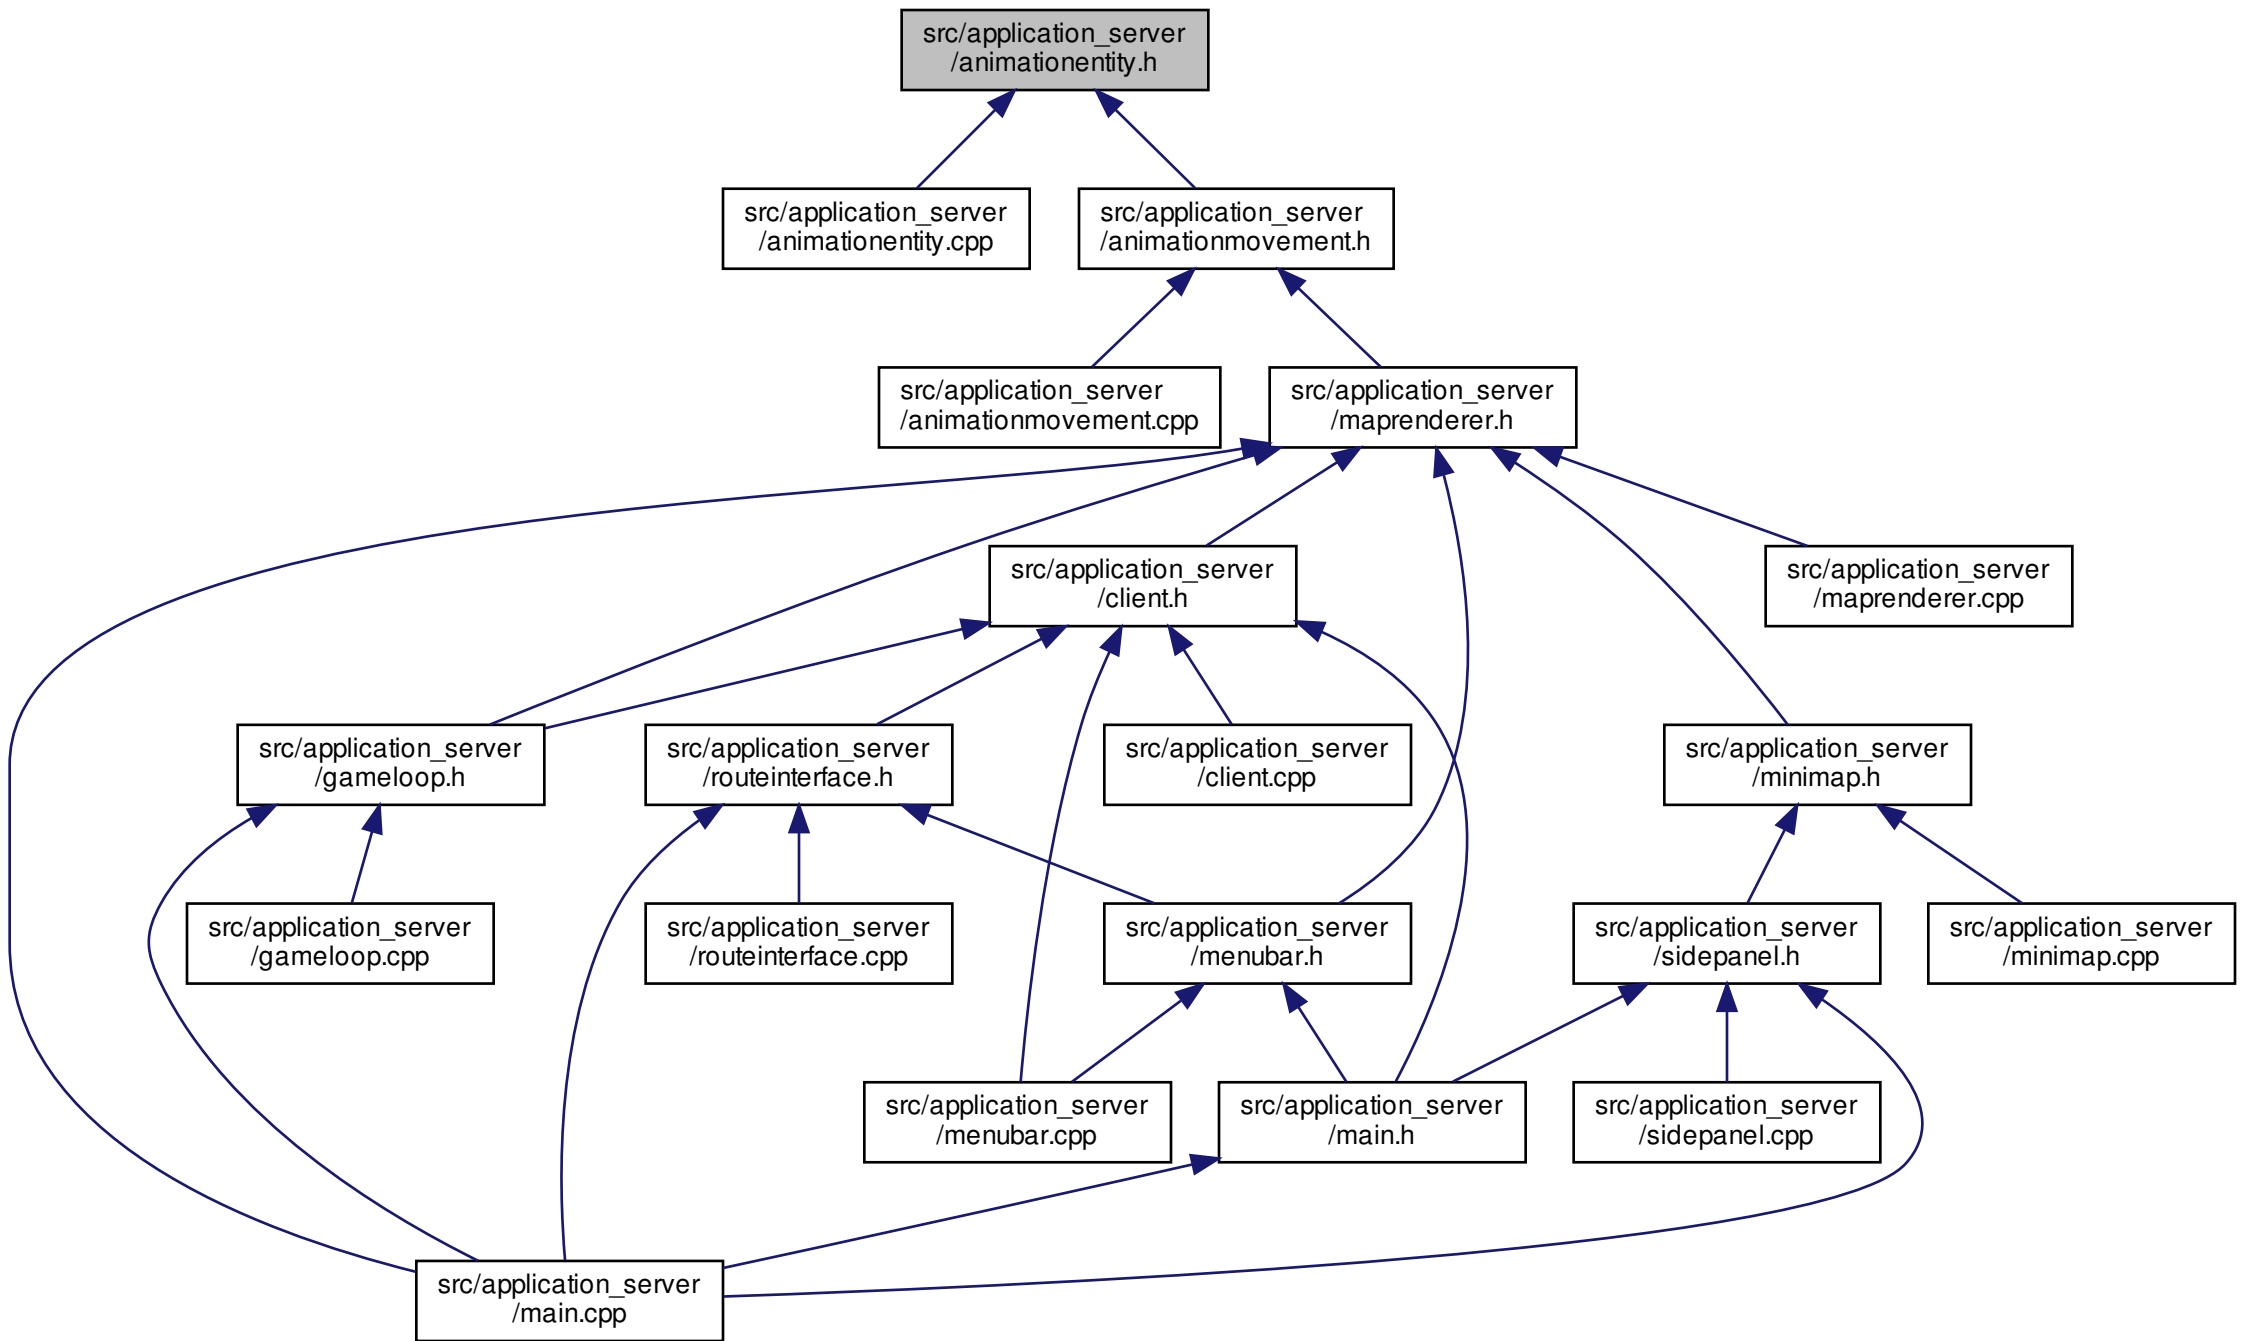 src/application_server
/animationentity.h
src/application_server
/animationentity.cpp
src/application_server
/animationmovement.h
src/application_server
/animationmovement.cpp
src/application_server
/maprenderer.h
src/application_server
/client.h
src/application_server
/maprenderer.cpp
src/application_server
/gameloop.h
src/application_server
/routeinterface.h
src/application_server
/client.cpp
src/application_server
/minimap.h
src/application_server
/gameloop.cpp
src/application_server
/routeinterface.cpp
src/application_server
/menubar.h
src/application_server
/sidepanel.h
src/application_server
/minimap.cpp
src/application_server
/menubar.cpp
src/application_server
/main.h
src/application_server
/sidepanel.cpp
src/application_server
/main.cpp